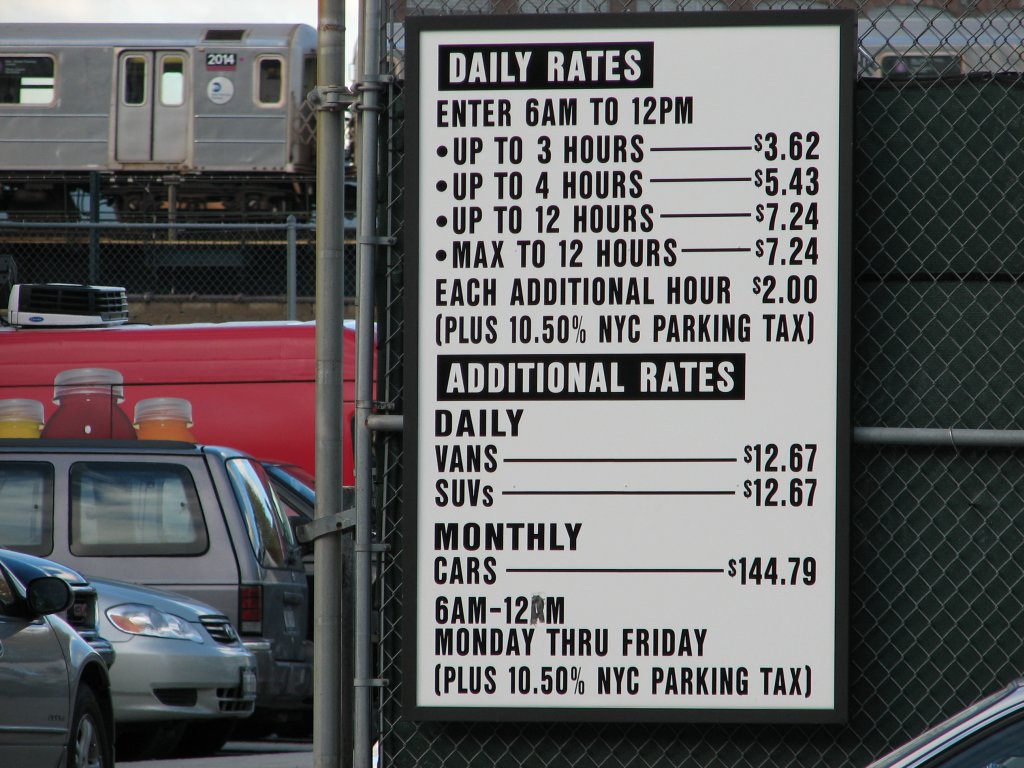 2014
DAILY RATES
ENTER 6AM TO 12PM
•UP TO 3 HOURS $3.62
•UP TO 4 HOURS $5.43
•UP TO 12 HOURS $7.24
•MAX TO 12 HOURS $7.24
EACH ADDITIONAL HOUR $2.00
(PLUS 10.50% NYC PARKING TAX)
ADDITIONAL RATES
DAILY
VANS $12.67
SUVs $12.67
MONTHLY
CARS $144.79
6AM-12AM
MONDAY THRU FRIDAY
(PLUS 10.50% NYC PARKING TAX)